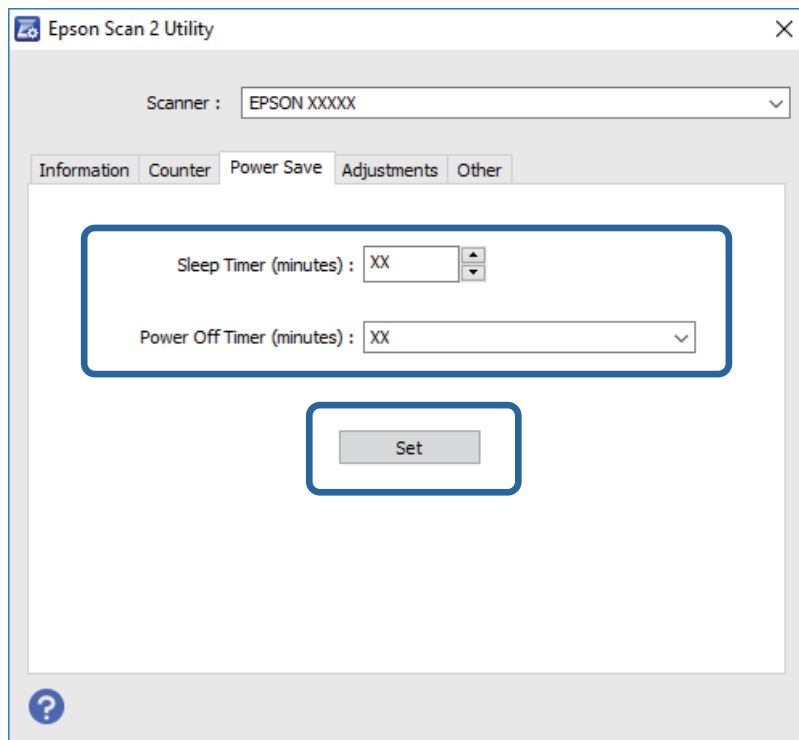 Epson Scan 2 Utility
Scanner : EPSON XXXXX
Information Counter Power Save Adjustments Other
Sleep Timer (minutes) : XX
Power Off Timer (minutes) : XX
Set
?